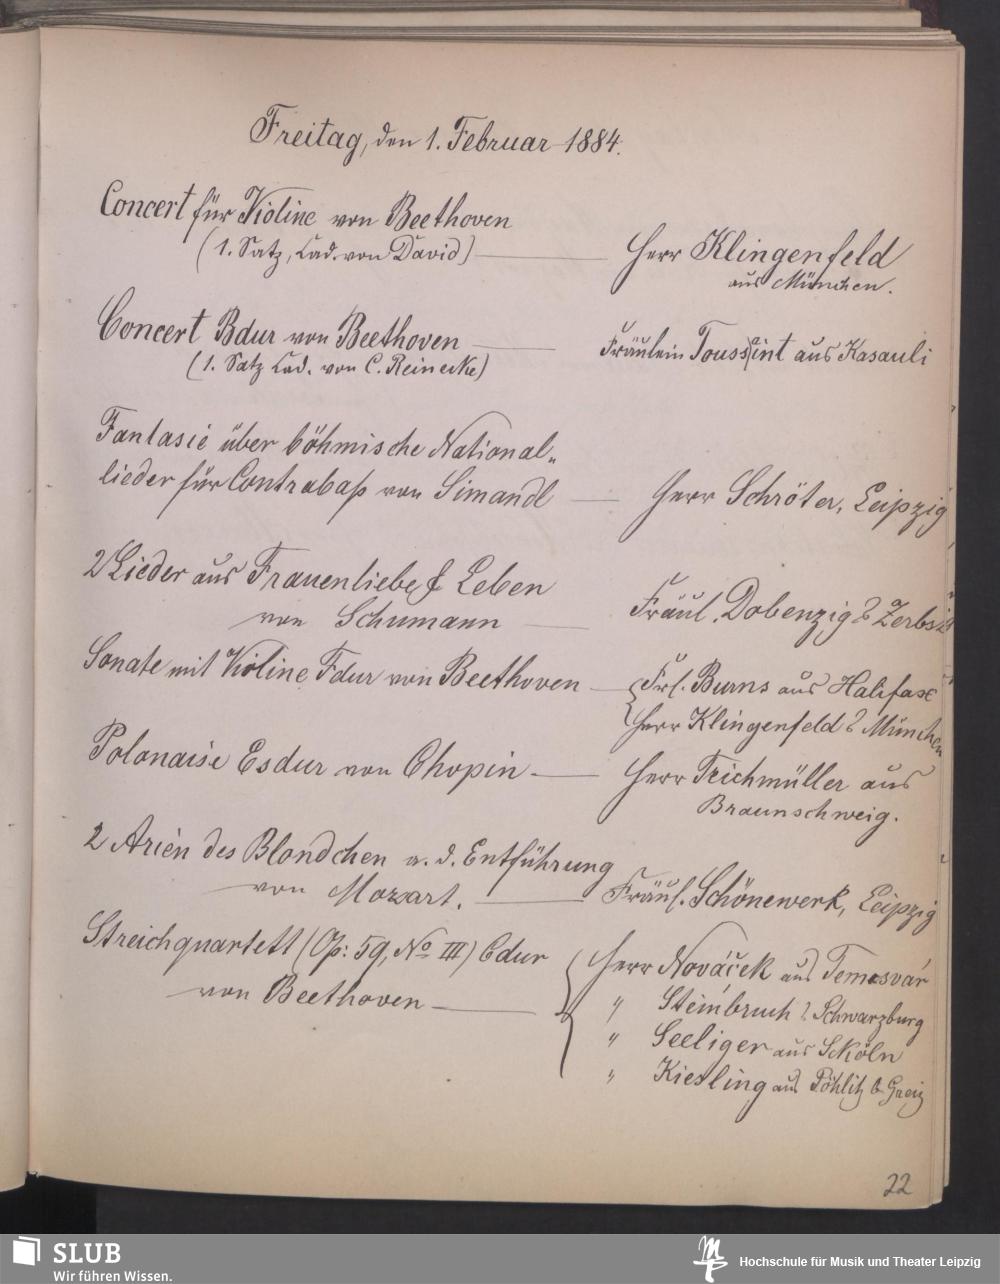 Freitag, den 1. Februar 1884.
Concert für Violine von Beethoven
(1. Satz, Cad. von David) Herr Klingenfeld
aus München.
Concert Bdur von Beethoven Fräulein Toussaint aus Kasauli
(1. Satz Cad. von C. Reinecke)
Fantasie über böhmische National-
lieder für Contrabaß von Simandl Herr Schröter, Leipzig
2 Lieder aus Frauenliebe & Leben
von Schumann Fräul. Dobenzig Zerbst
Sonate mit Violine Fdur von Beethoven Frl. Burns aus Halifax
Herr Klingenfeld München
Polonaise Esdur von Chopin Herr Teichmüller aus
Braunschweig.
2 Arien des Blondchen a. d. Entführung
von Mozart. Fräul. Schönewerk, Leipzig
Streichquartett (Op: 59, No III) Cdur Herr Nováček aus Temesvár
von Beethoven " Steinbruch Schwarzburg
" Seeliger aus
" Kiesling aus Pöhlitz b Greiz
22
SLUB
Wir führen Wissen.
Hochschule für Musik und Theater Leipzig